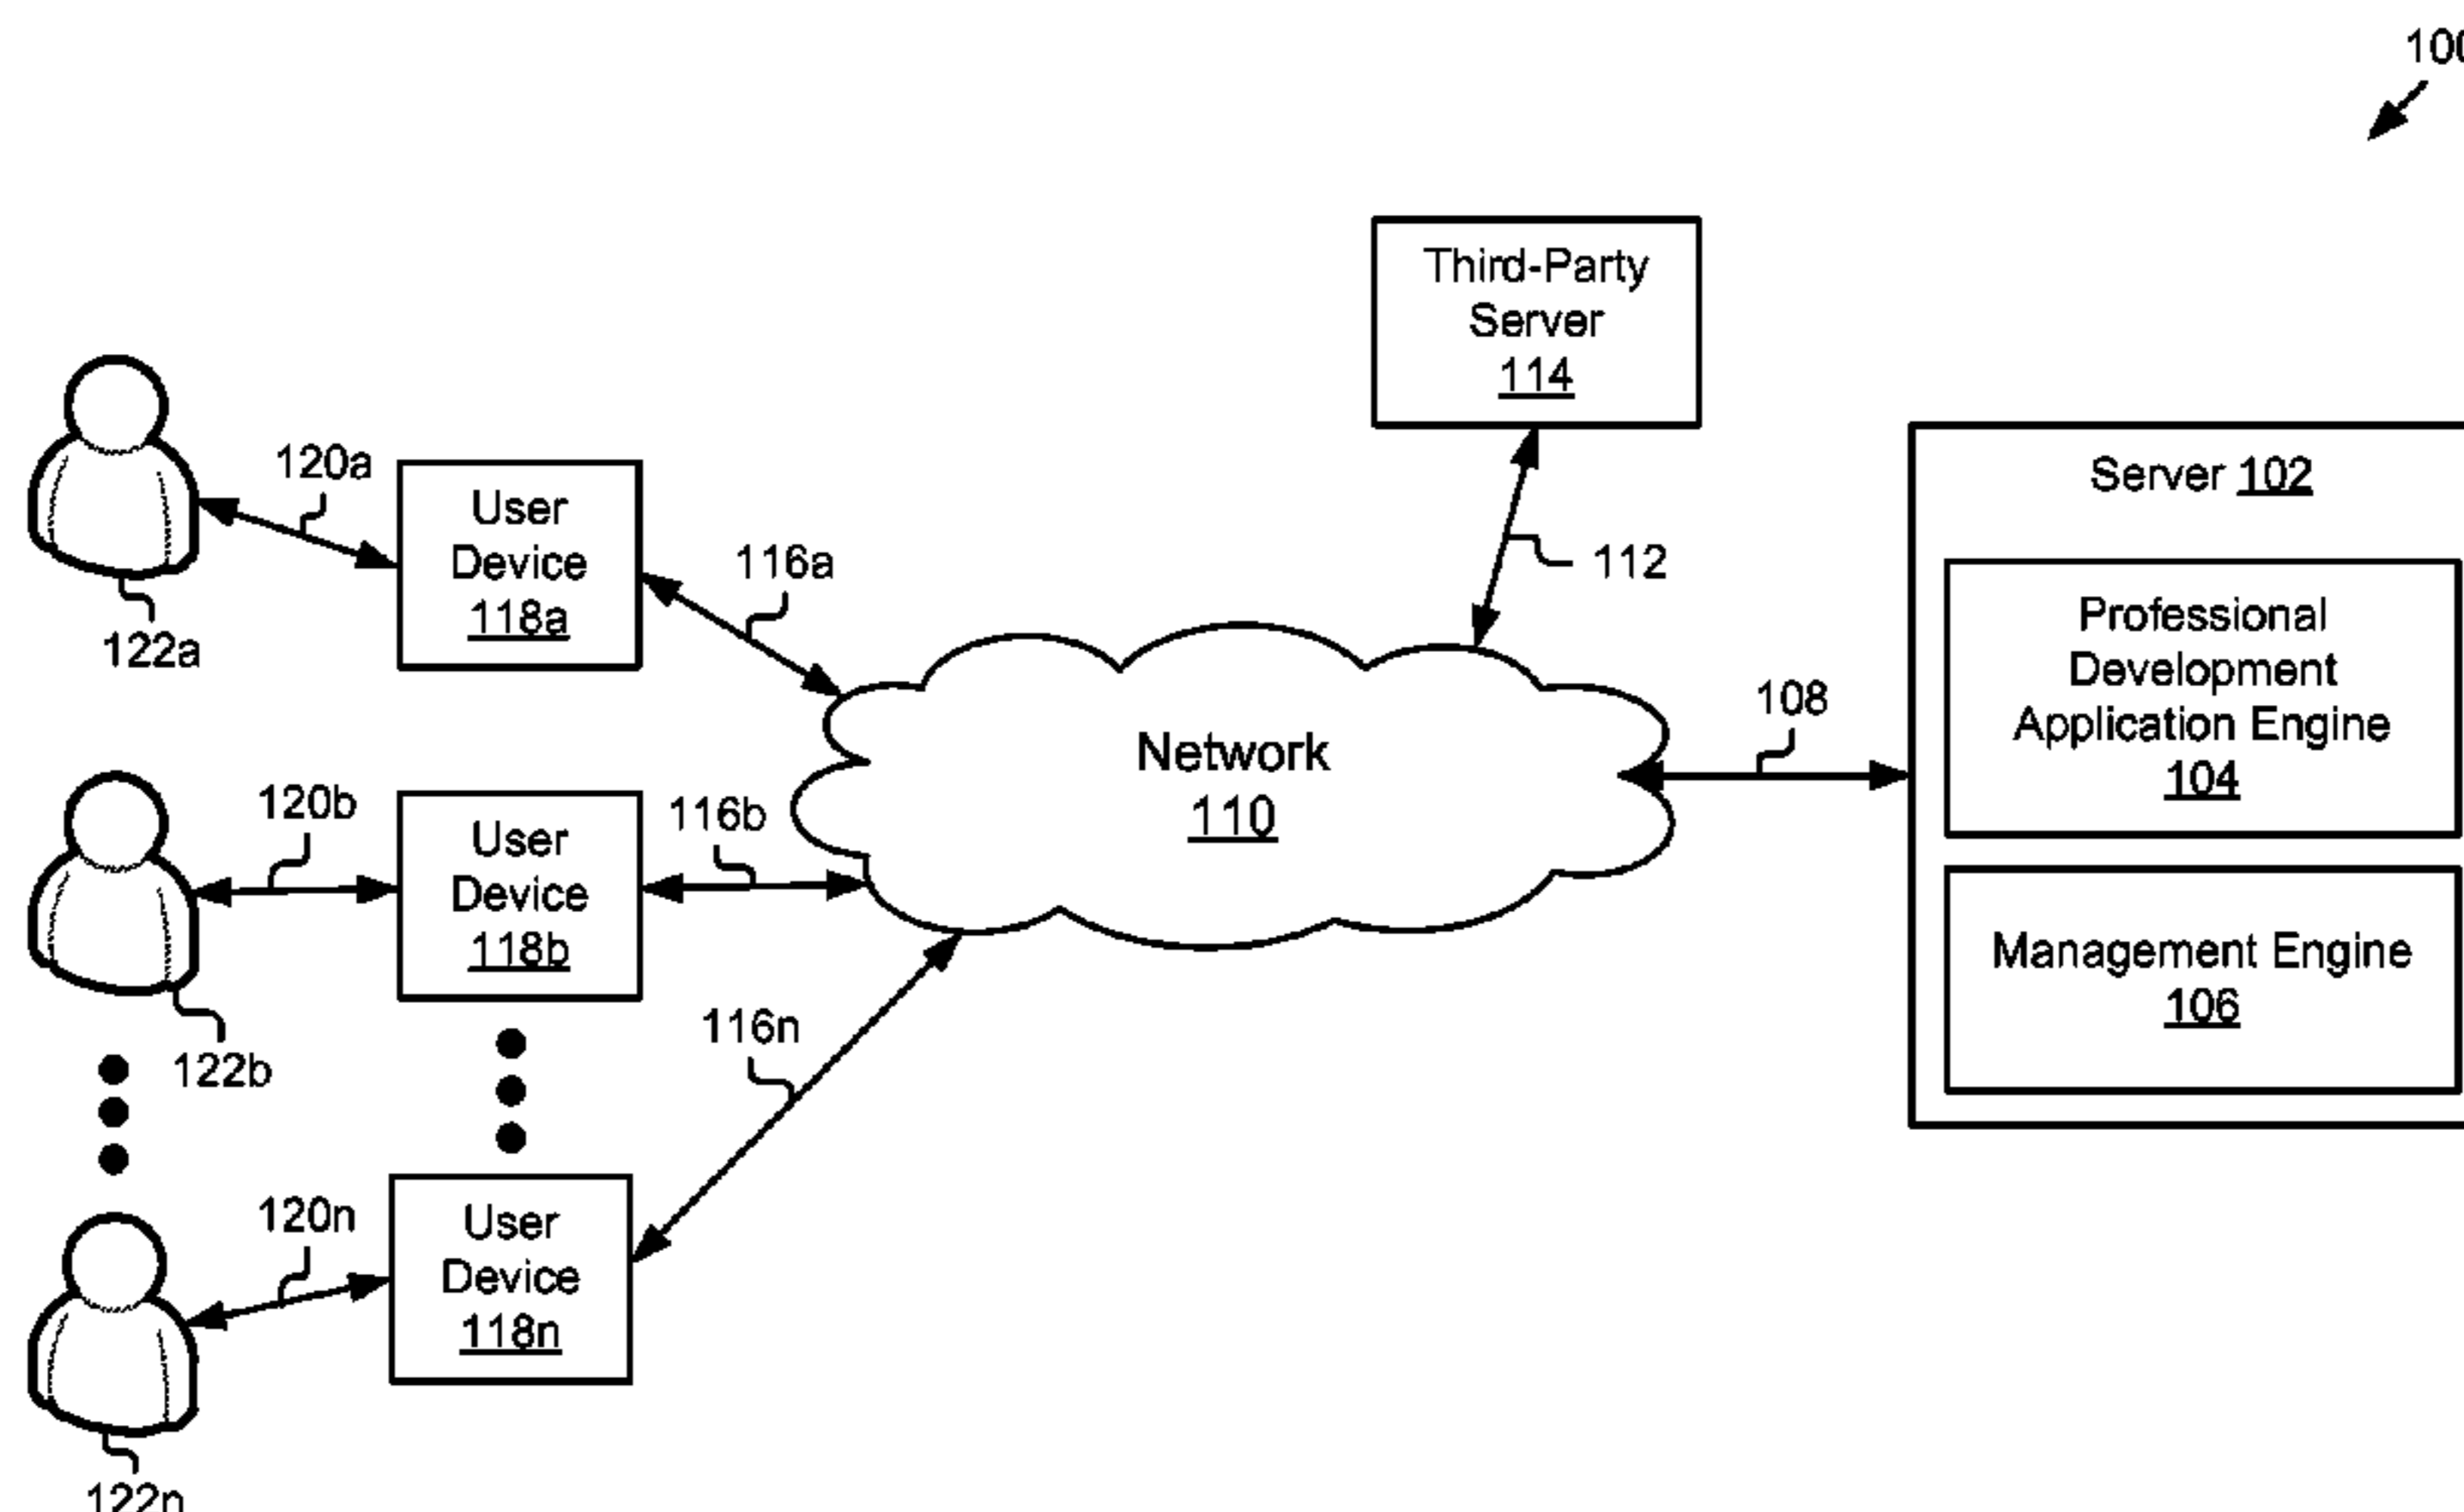 100
Third-Party
Server
114
120a
User
Device
118a
116a
112
122a
Server 102
Professional
Development
Application Engine
104
108
Network
110
120b
User
Device
118b
116b
122b
Management Engine
106
116n
120n
User
Device
118n
122n